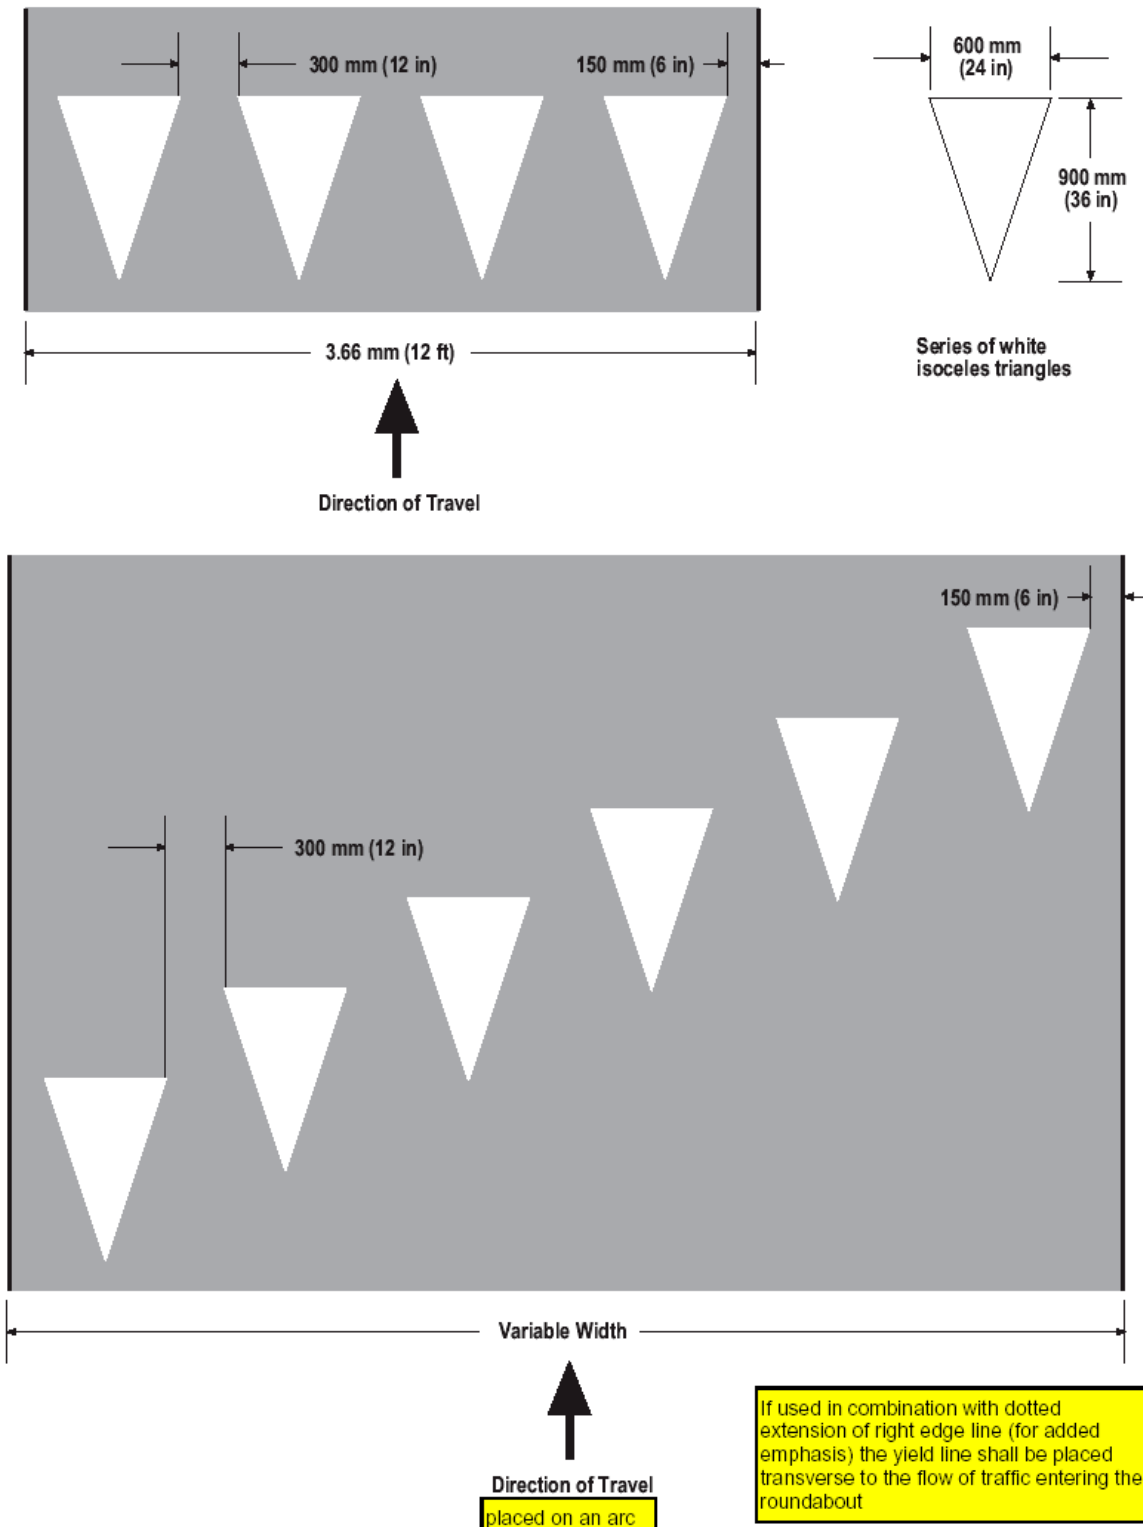 300 mm (12 in)
150 mm (6 in)
600 mm
(24 in)
900 mm
(36 in)
3.66 mm (12 ft)
Series of white
isoceles triangles
Direction of Travel
150 mm (6 in)
300 mm (12 in)
Variable Width
Direction of Travel
placed on an arc
If used in combination with dotted
extension of right edge line (for added
emphasis) the yield line shall be placed
transverse to the flow of traffic entering the
roundabout